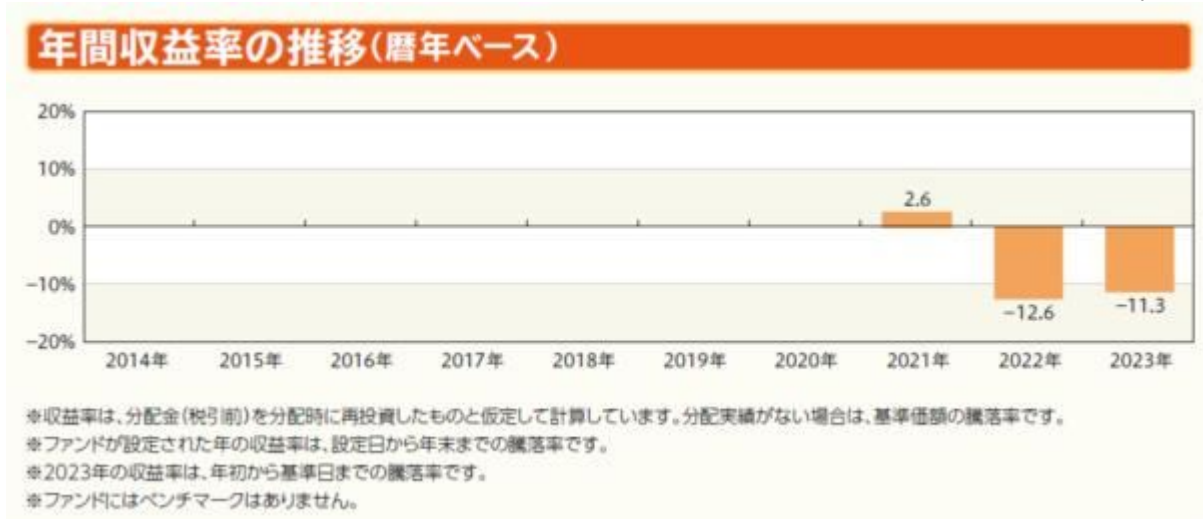 年間収益率の推移(暦年ベース)
20%
10%
0%
−10%
−20%
2.6
−12.6
−11.3
2014年 2015年 2016年 2017年 2018年 2019年 2020年 2021年 2022年 2023年
※収益率は、分配金(税引前)を分配時に再投資したものと仮定して計算しています。分配実績がない場合は、基準価額の騰落率です。
※ファンドが設定された年の収益率は、設定日から年末までの騰落率です。
※2023年の収益率は、年初から基準日までの騰落率です。
※ファンドにはベンチマークはありません。